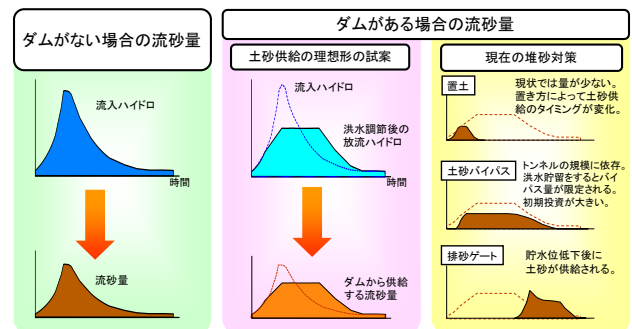 ダムがない場合の流砂量
流入ハイドロ
時間
流砂量
ダムがある場合の流砂量
土砂供給の理想形の試案
流入ハイドロ
洪水調節後の
放流ハイドロ
時間
ダムから供給
する流砂量
現在の堆砂対策
置土
現状では量が少ない。
置き方によって土砂供
給のタイミングが変化。
土砂バイパス
トンネルの規模に依存。
洪水貯留をするとバイ
パス量が限定される。
初期投資が大きい。
排砂ゲート
貯水位低下後に
土砂が供給される。